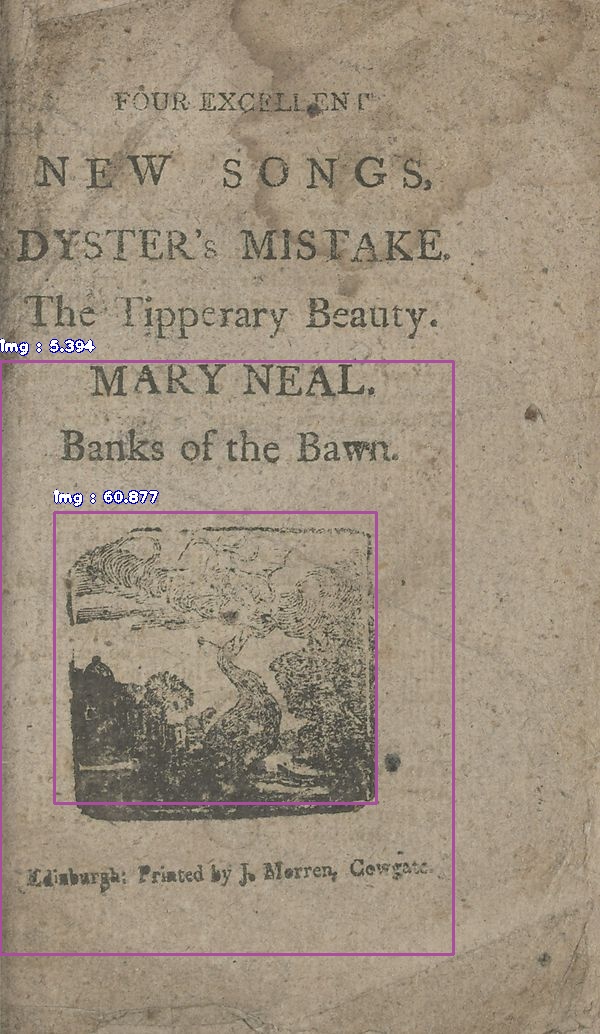 FOUR EXCELLENT
NEW SONGS,
DYSTER's MISTAKE.
The Tipperary Beauty.
Img : 5.394
MARY NEAL.
Banks of the Bawn.
Img : 60.877
Edinburgh: Printed by J. Morren, Cowgate.